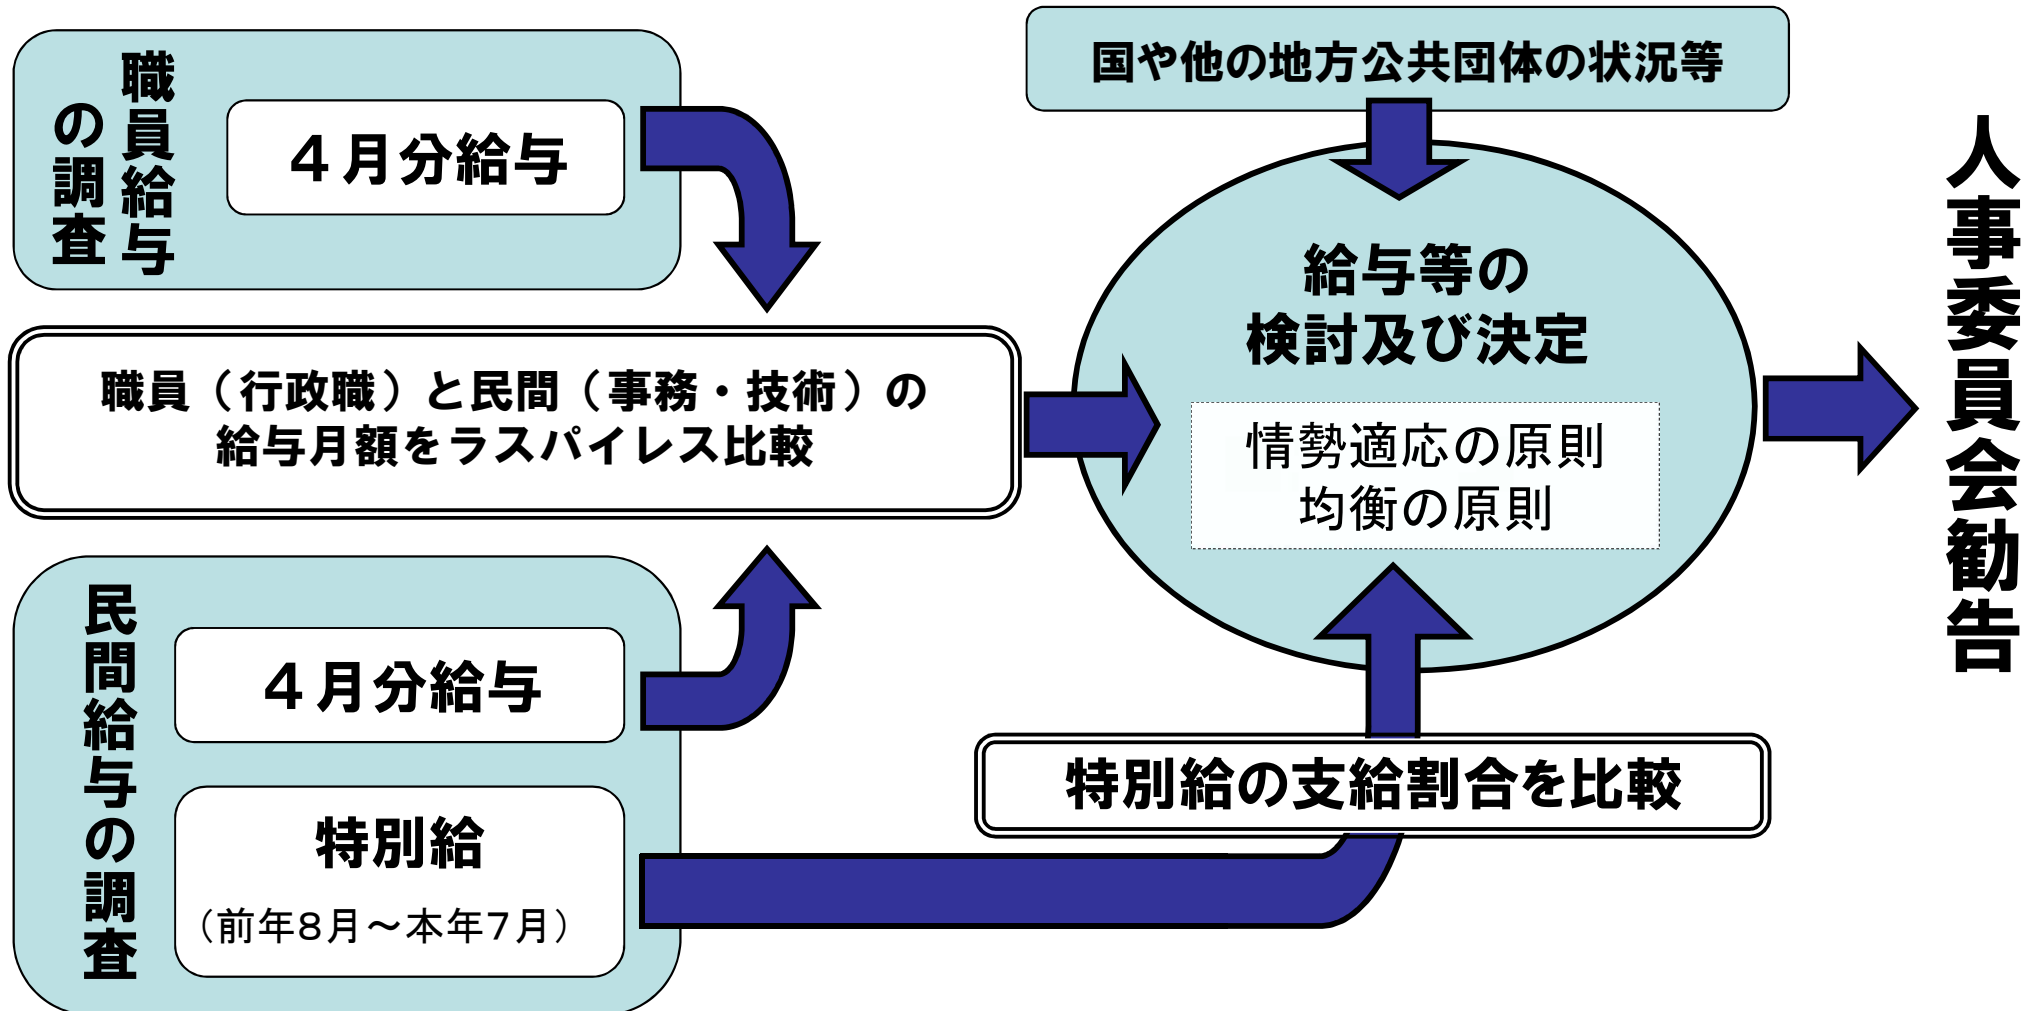 職員給与
の調査
４月分給与
職員（行政職）と民間（事務・技術）の
給与月額をラスパイレス比較
民間給与の調査
４月分給与
特別給
（前年８月～本年７月）
国や他の地方公共団体の状況等
給与等の
検討及び決定
情勢適応の原則
均衡の原則
特別給の支給割合を比較
人事委員会勧告